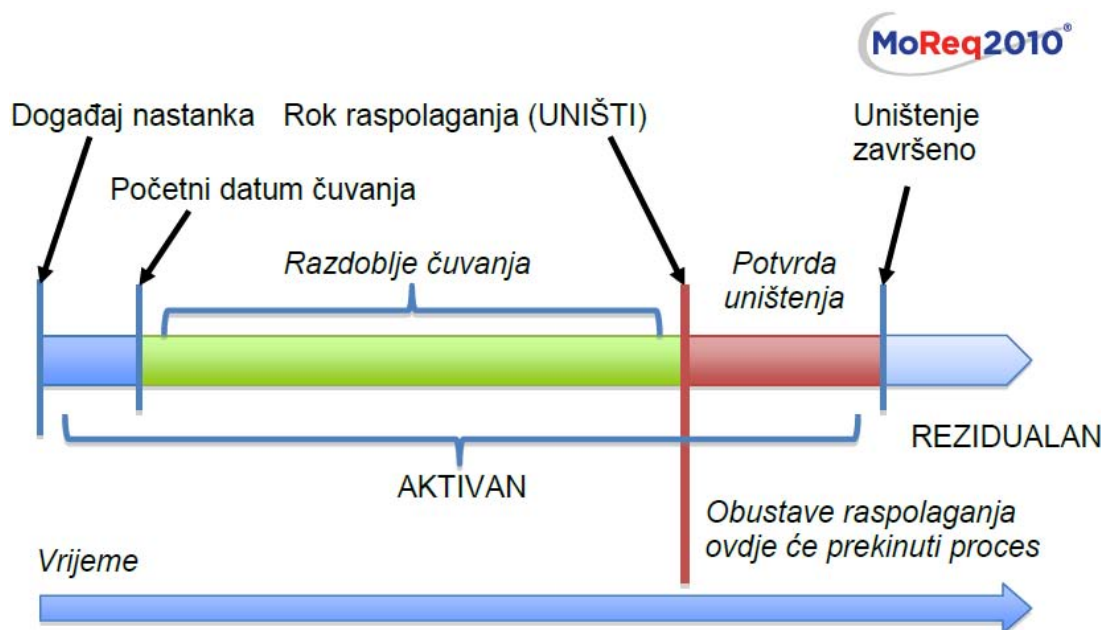 MoReq2010®
Događaj nastanka
Rok raspolaganja (UNIŠTI)
Uništenje
završeno
Početni datum čuvanja
Razdoblje čuvanja
Potvrda
uništenja
REZIDUALAN
AKTIVAN
Obustave raspolaganja
ovdje će prekinuti proces
Vrijeme